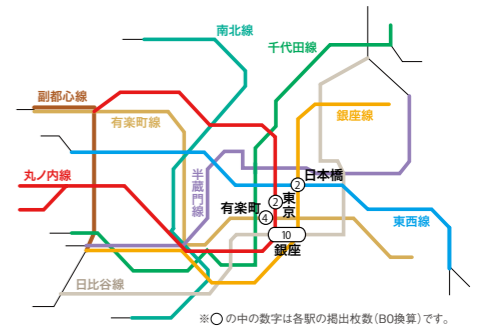 南北線
千代田線
副都心線
有楽町線
銀座線
丸ノ内線
半蔵門線
日本橋
2
2
東京
有楽町
4
東西線
10
銀座
日比谷線
※○の中の数字は各駅の掲出枚数(B0換算)です。